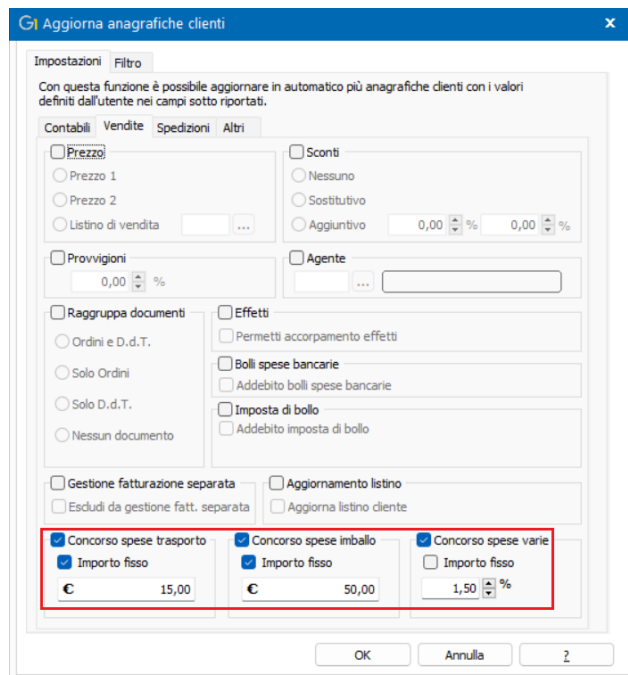 G1 Aggiorna anagrafiche clienti x
Impostazioni Filtro
Con questa funzione è possibile aggiornare in automatico più anagrafiche clienti con i valori
definiti dall'utente nei campi sotto riportati.
Contabili Vendite Spedizioni Altri
Prezzo
Prezzo 1
Prezzo 2
Listino di vendita ...
Sconti
Nessuno
Sostitutivo
Aggiuntivo 0,00 % 0,00 %
Provvigioni
0,00 %
Agente
...
Raggruppa documenti
Ordini e D.d.T.
Solo Ordini
Solo D.d.T.
Nessun documento
Effetti
Permetti accorpamento effetti
Bolli spese bancarie
Addebito bolli spese bancarie
Imposta di bollo
Addebito imposta di bollo
Gestione fatturazione separata
Escludi da gestione fatt. separata
Aggiornamento listino
Aggiorna listino cliente
Concorso spese trasporto
Importo fisso
€ 15,00
Concorso spese imballo
Importo fisso
€ 50,00
Concorso spese varie
Importo fisso
1,50 %
OK Annulla ?